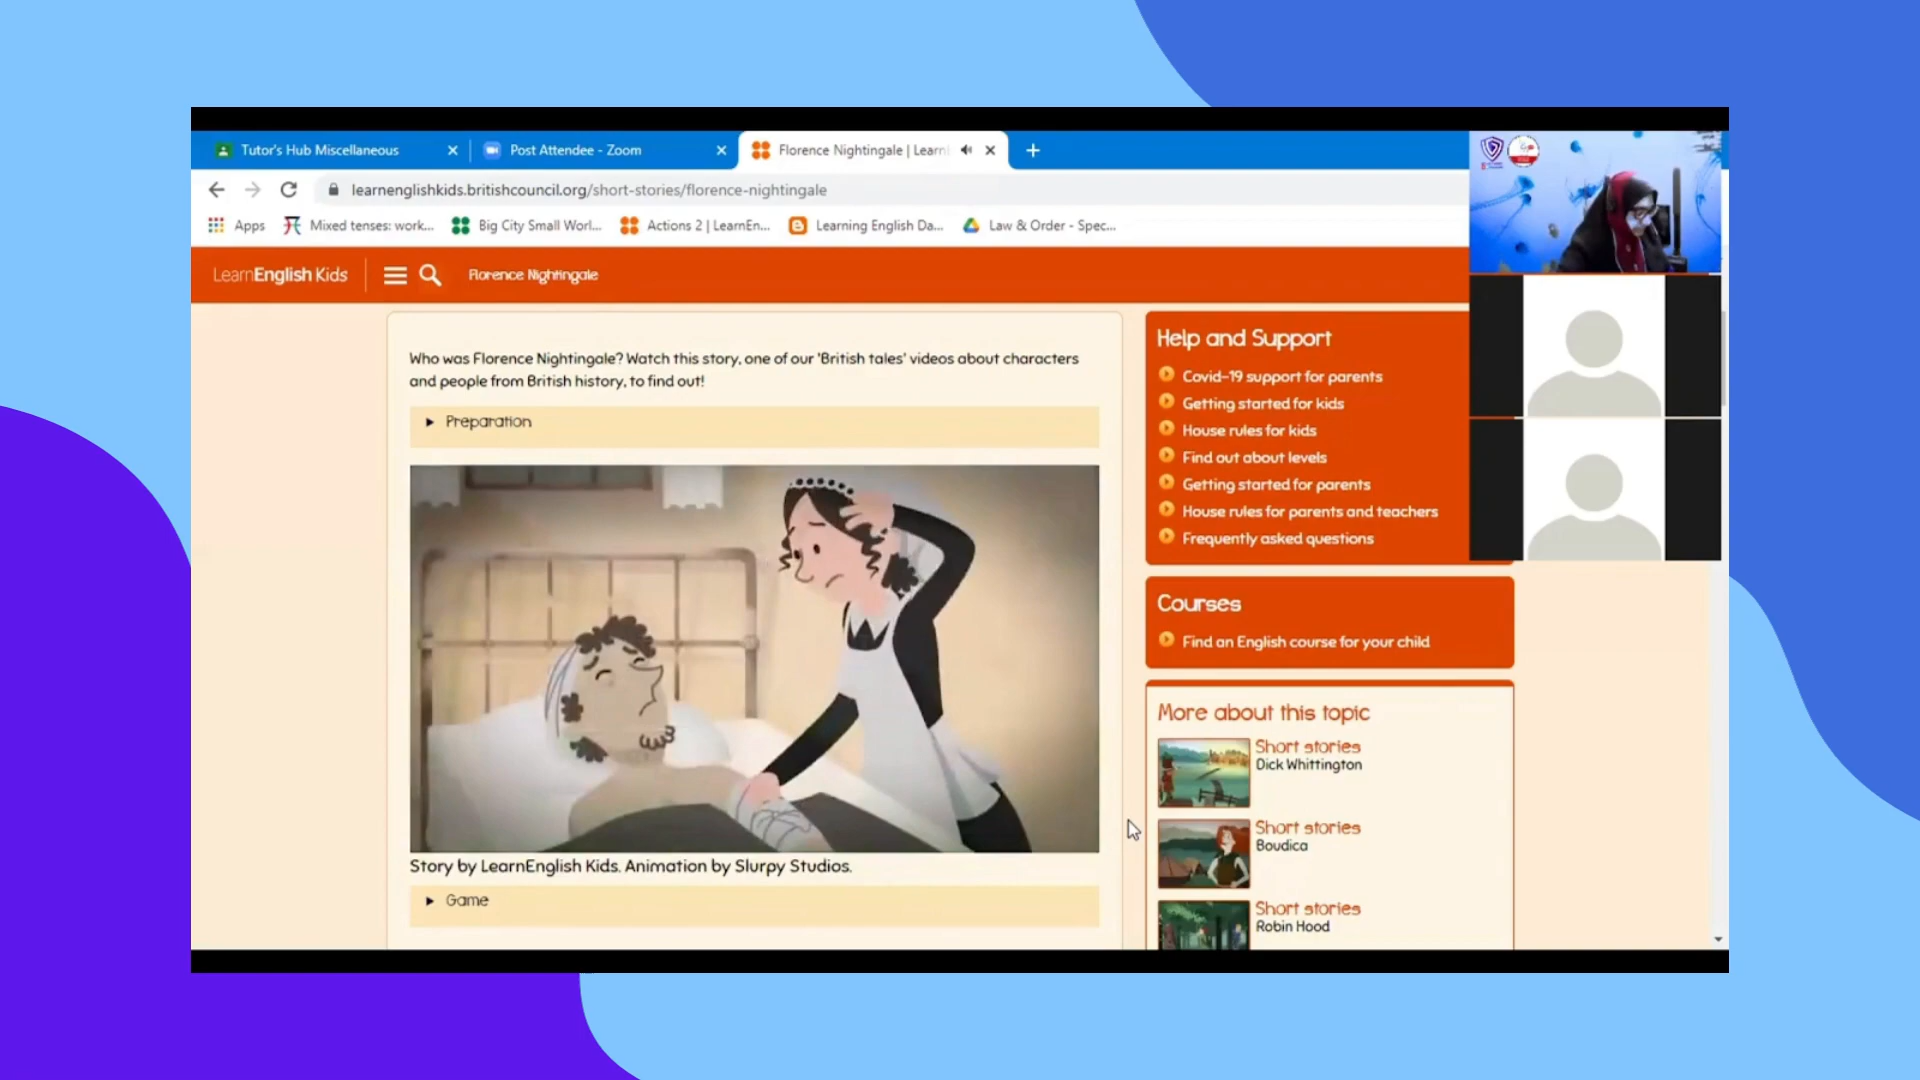 Tutor's Hub Miscellaneous
Post Attendee - Zoom
Florence Nightingale | Learn
learnenglishkids.britishcouncil.org/short-stories/florence-nightingale
Apps
Mixed tenses: work...
Big City Small Worl...
Actions 2 | LearnEn...
Learning English Da...
Law & Order - Spec...
LearnEnglish Kids
Florence Nightingale
Who was Florence Nightingale? Watch this story, one of our 'British tales' videos about characters
and people from British history, to find out!
Preparation
Story by LearnEnglish Kids. Animation by Slurpy Studios.
Game
Help and Support
Covid-19 support for parents
Getting started for kids
House rules for kids
Find out about levels
Getting started for parents
House rules for parents and teachers
Frequently asked questions
Courses
Find an English course for your child
More about this topic
Short stories
Dick Whittington
Short stories
Boudica
Short stories
Robin Hood